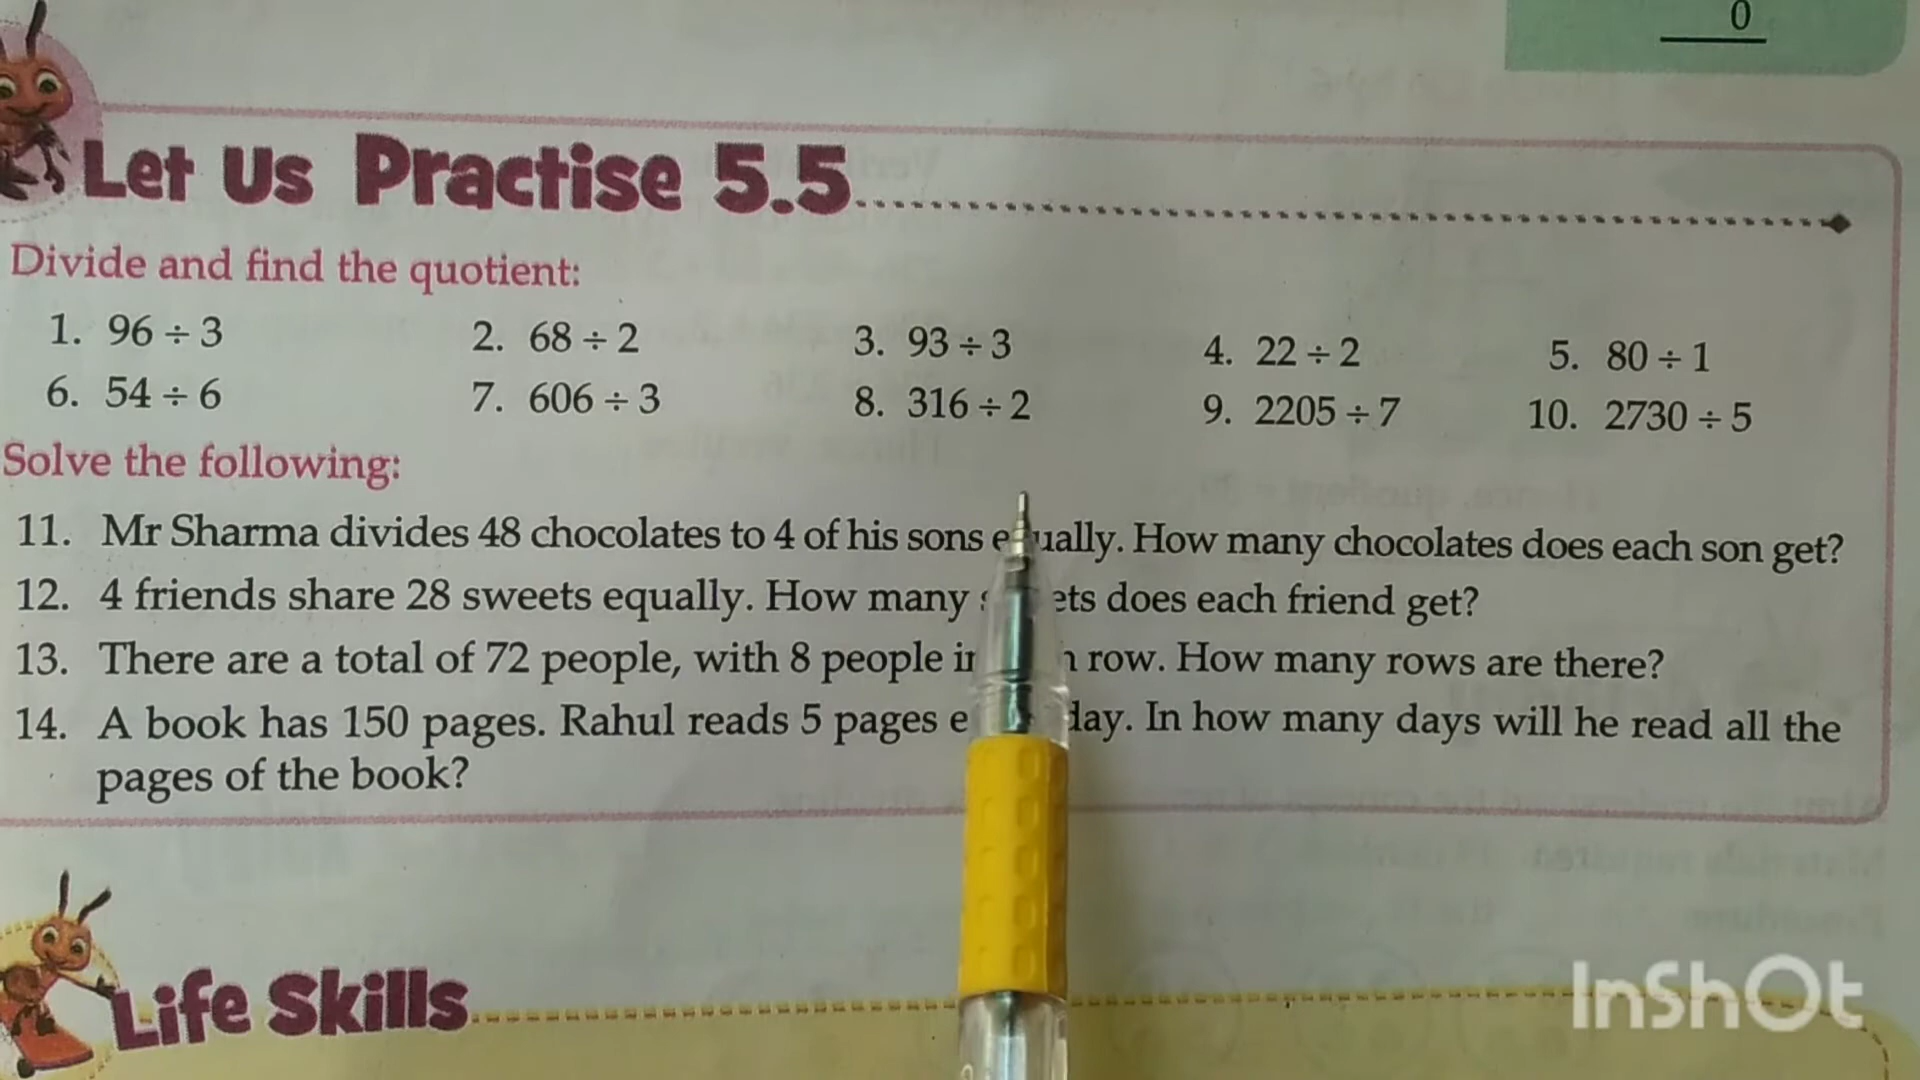 0
Let Us Practise 5.5
Divide and find the quotient:
1. 96 ÷ 3 2. 68 ÷ 2 3. 93 ÷ 3 4. 22 ÷ 2 5. 80 ÷ 1
6. 54 ÷ 6 7. 606 ÷ 3 8. 316 ÷ 2 9. 2205 ÷ 7 10. 2730 ÷ 5
Solve the following:
11. Mr Sharma divides 48 chocolates to 4 of his sons equally. How many chocolates does each son get?
12. 4 friends share 28 sweets equally. How many sweets does each friend get?
13. There are a total of 72 people, with 8 people in row. How many rows are there?
14. A book has 150 pages. Rahul reads 5 pages day. In how many days will he read all the
pages of the book?
Life Skills
InShOt